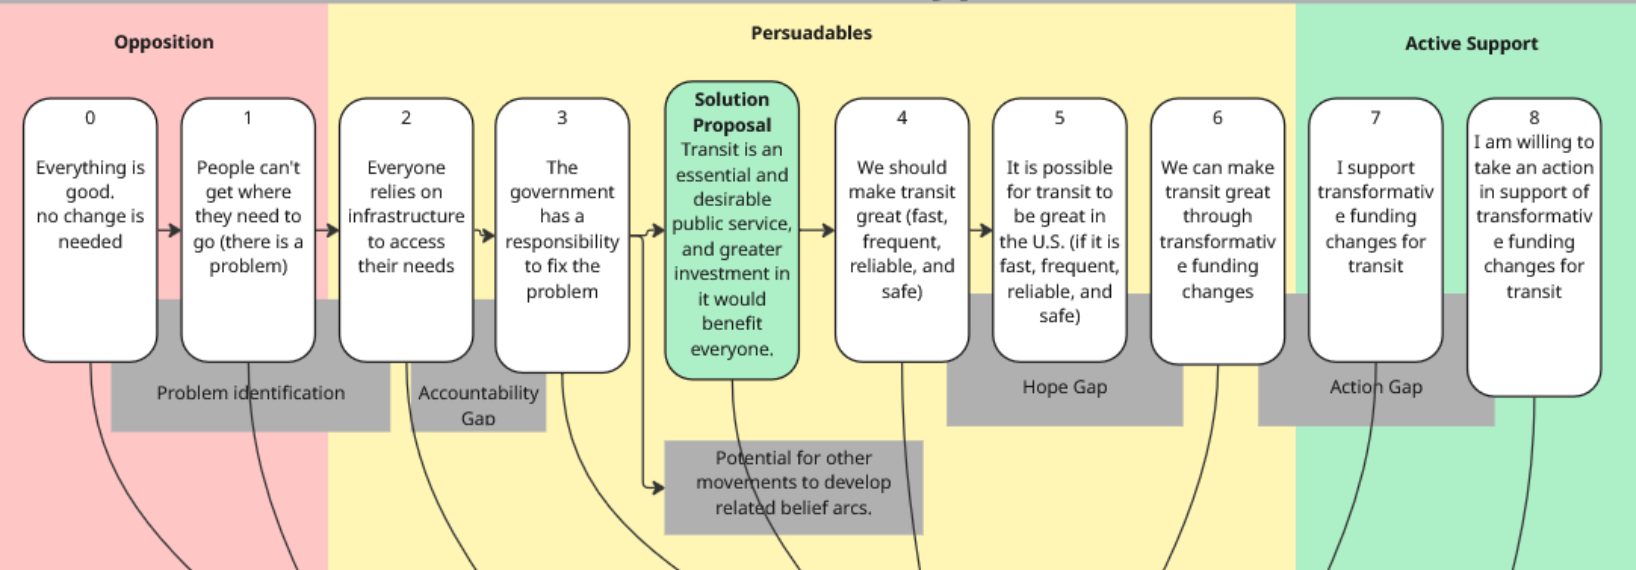 Opposition
Persuadables
Active Support
0
Everything is
good.
no change is
needed
1
People can't
get where
they need to
go (there is a
problem)
2
Everyone
relies on
infrastructure
to access
their needs
3
The
government
has a
responsibility
to fix the
problem
Solution
Proposal
Transit is an
essential and
desirable
public service,
and greater
investment in
it would
benefit
everyone.
4
We should
make transit
great (fast,
frequent,
reliable, and
safe)
5
It is possible
for transit to
be great in
the U.S. (if it is
fast, frequent,
reliable, and
safe)
6
We can make
transit great
through
transformativ
e funding
changes
7
I support
transformativ
e funding
changes for
transit
8
I am willing to
take an action
in support of
transformativ
e funding
changes for
transit
Problem identification
Accountability
Gap
Hope Gap
Action Gap
Potential for other
movements to develop
related belief arcs.